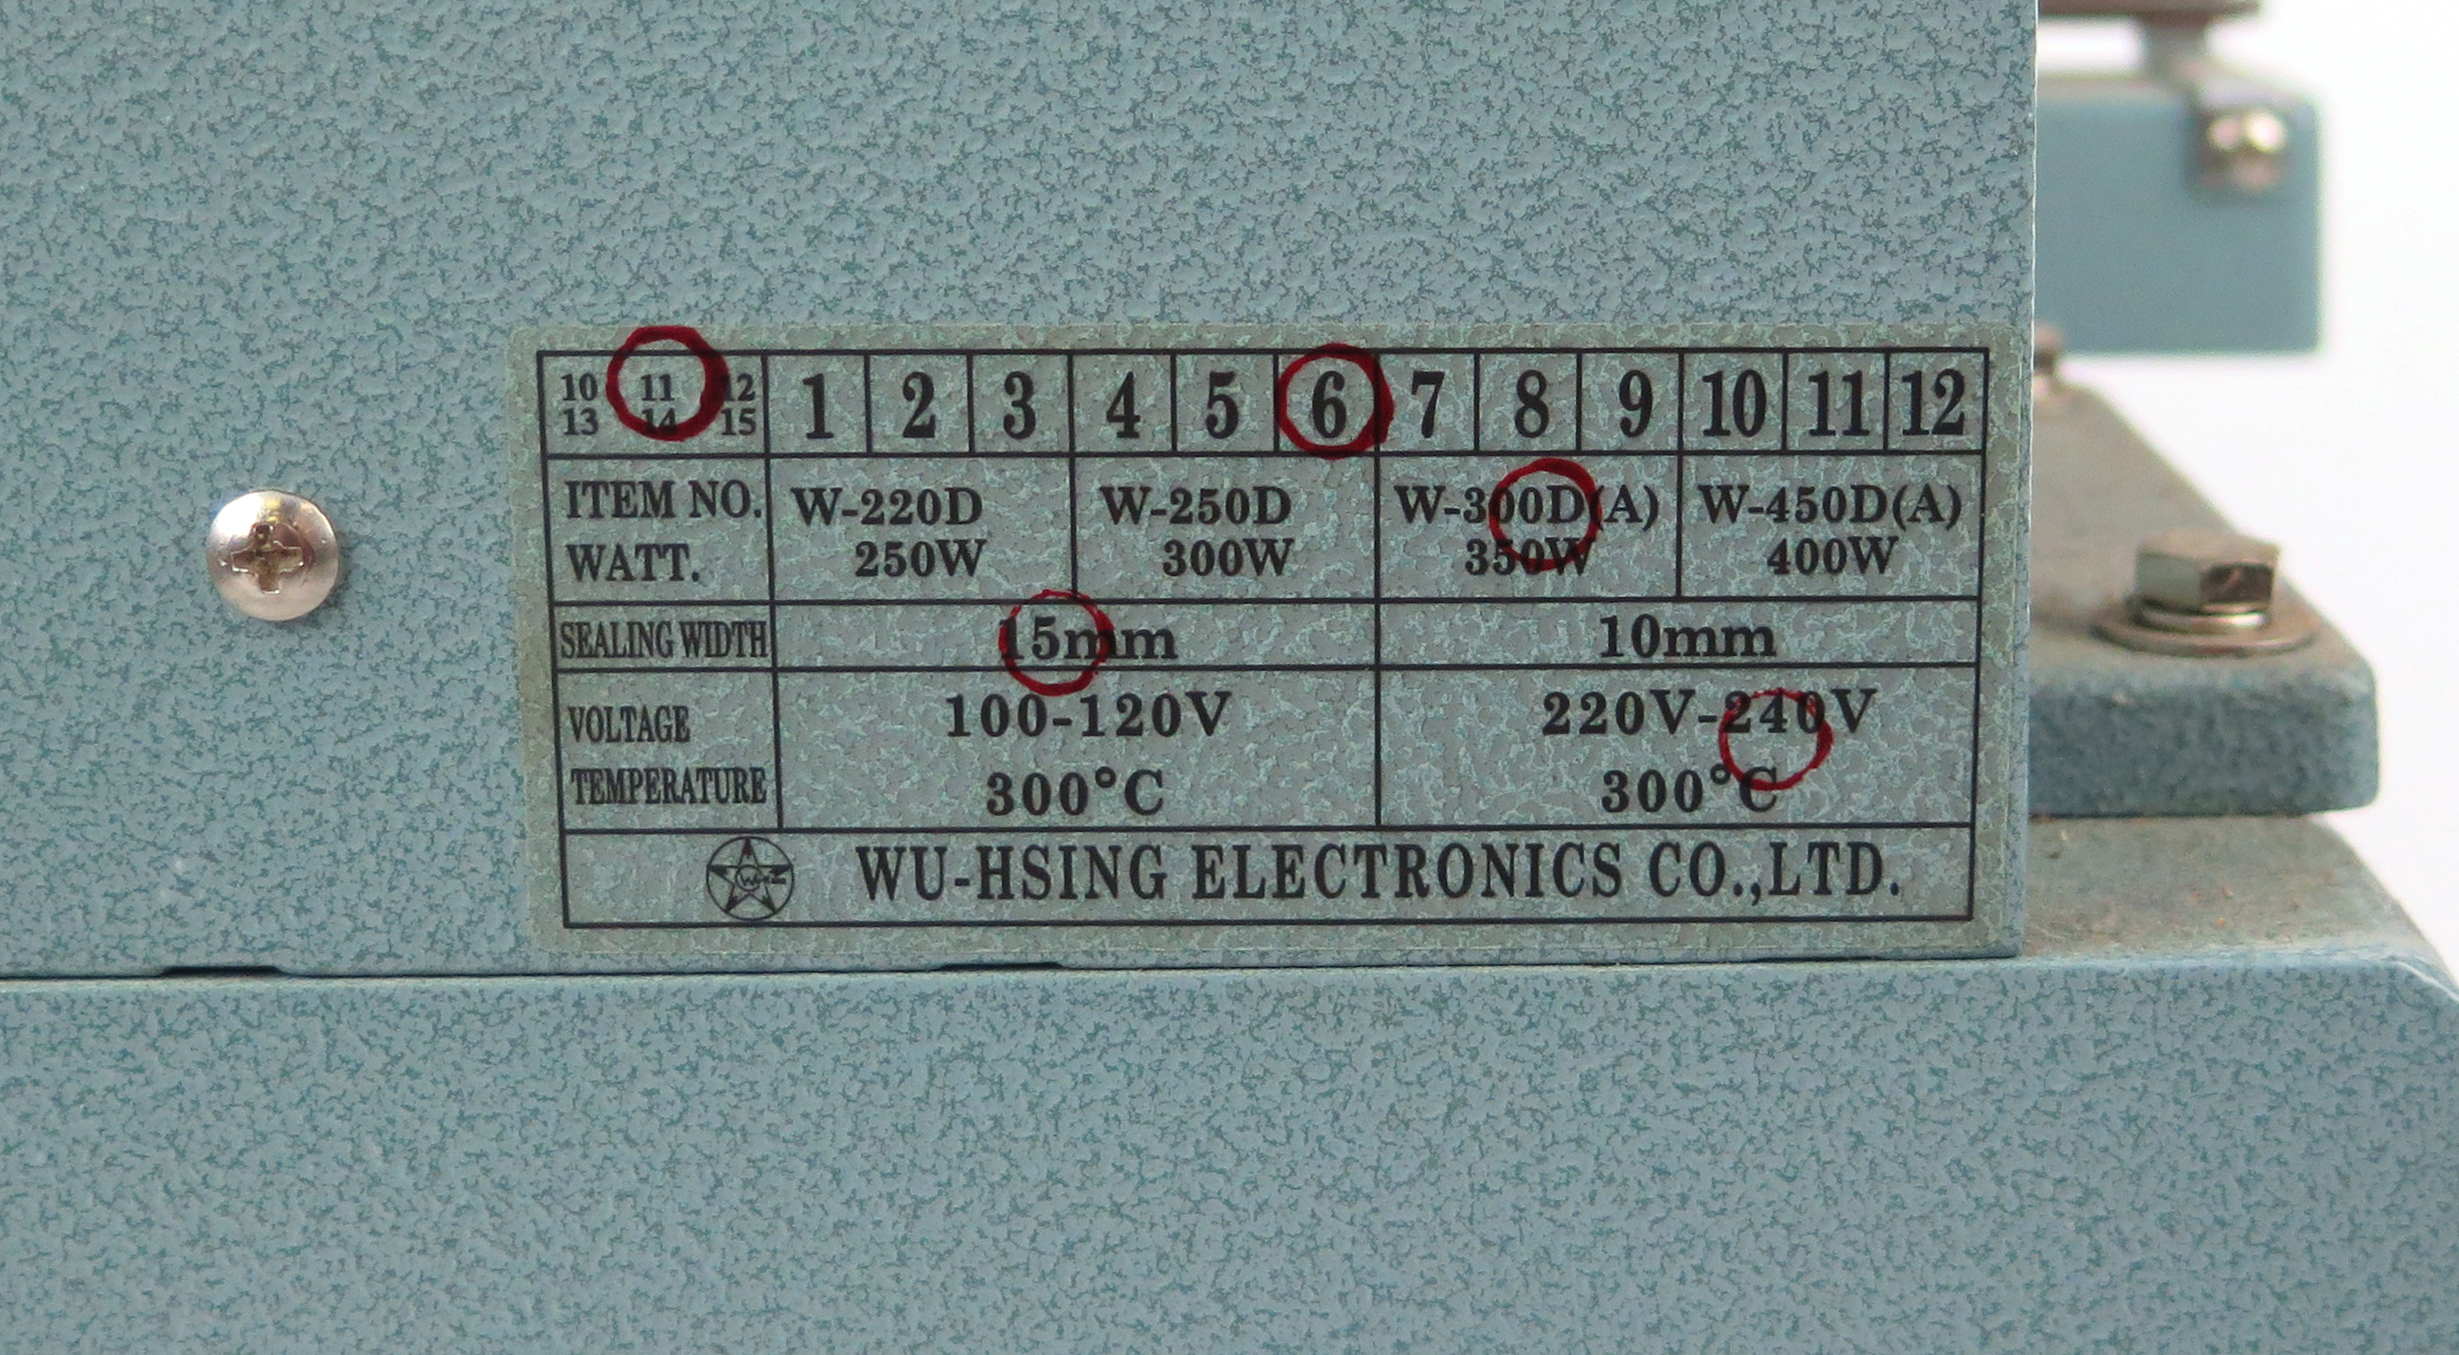 10 11 12 1 2 3 4 5 6 7 8 9 10 11 12
13 14 15
ITEM NO. W-220D W-250D W-300D(A) W-450D(A)
WATT. 250W 300W 350W 400W
SEALING WIDTH 15mm 10mm
VOLTAGE 100-120V 220V-240V
TEMPERATURE 300°C 300°C
WU-HSING ELECTRONICS CO.,LTD.